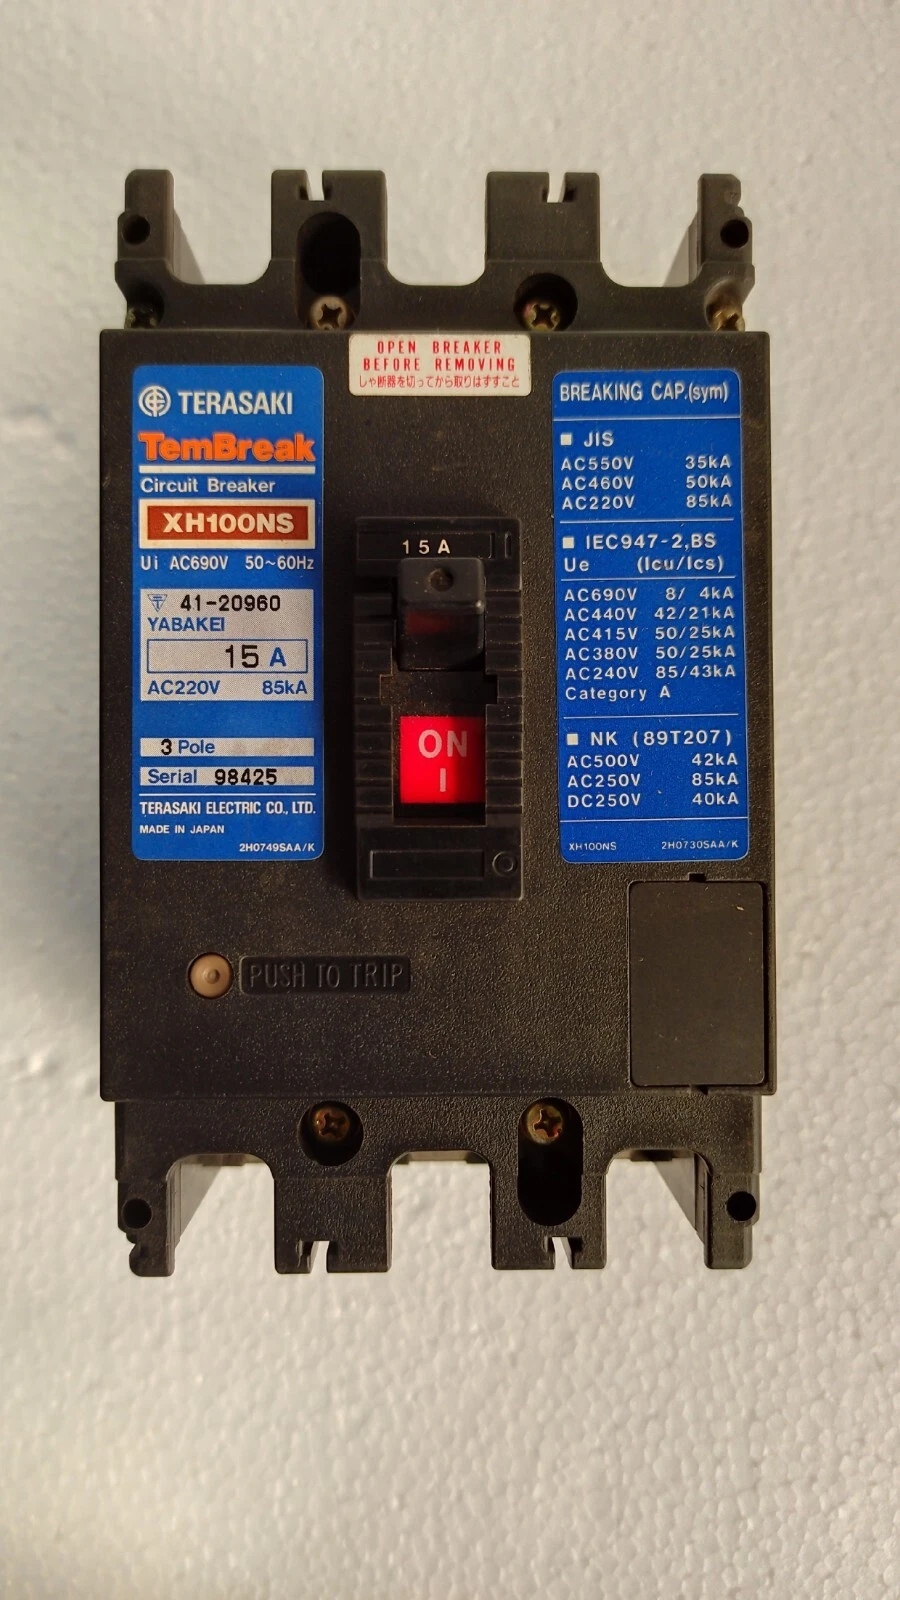 OPEN BREAKER
BEFORE REMOVING
しゃ断器を切ってから取りはずすこと
TERASAKI
TemBreak
Circuit Breaker
XH100NS
Ui AC690V 50~60Hz
41-20960
YABAKEI
15 A
AC220V 85kA
3 Pole
Serial 98425
TERASAKI ELECTRIC CO., LTD.
MADE IN JAPAN
2H0749SAA/K
15A
ON
I
PUSH TO TRIP
BREAKING CAP.(sym)
■ JIS
AC550V 35kA
AC460V 50kA
AC220V 85kA
■ IEC947-2,BS
Ue (Icu/Ics)
AC690V 8/ 4kA
AC440V 42/21kA
AC415V 50/25kA
AC380V 50/25kA
AC240V 85/43kA
Category A
■ NK (89T207)
AC500V 42kA
AC250V 85kA
DC250V 40kA
XH100NS 2H0730SAA/K